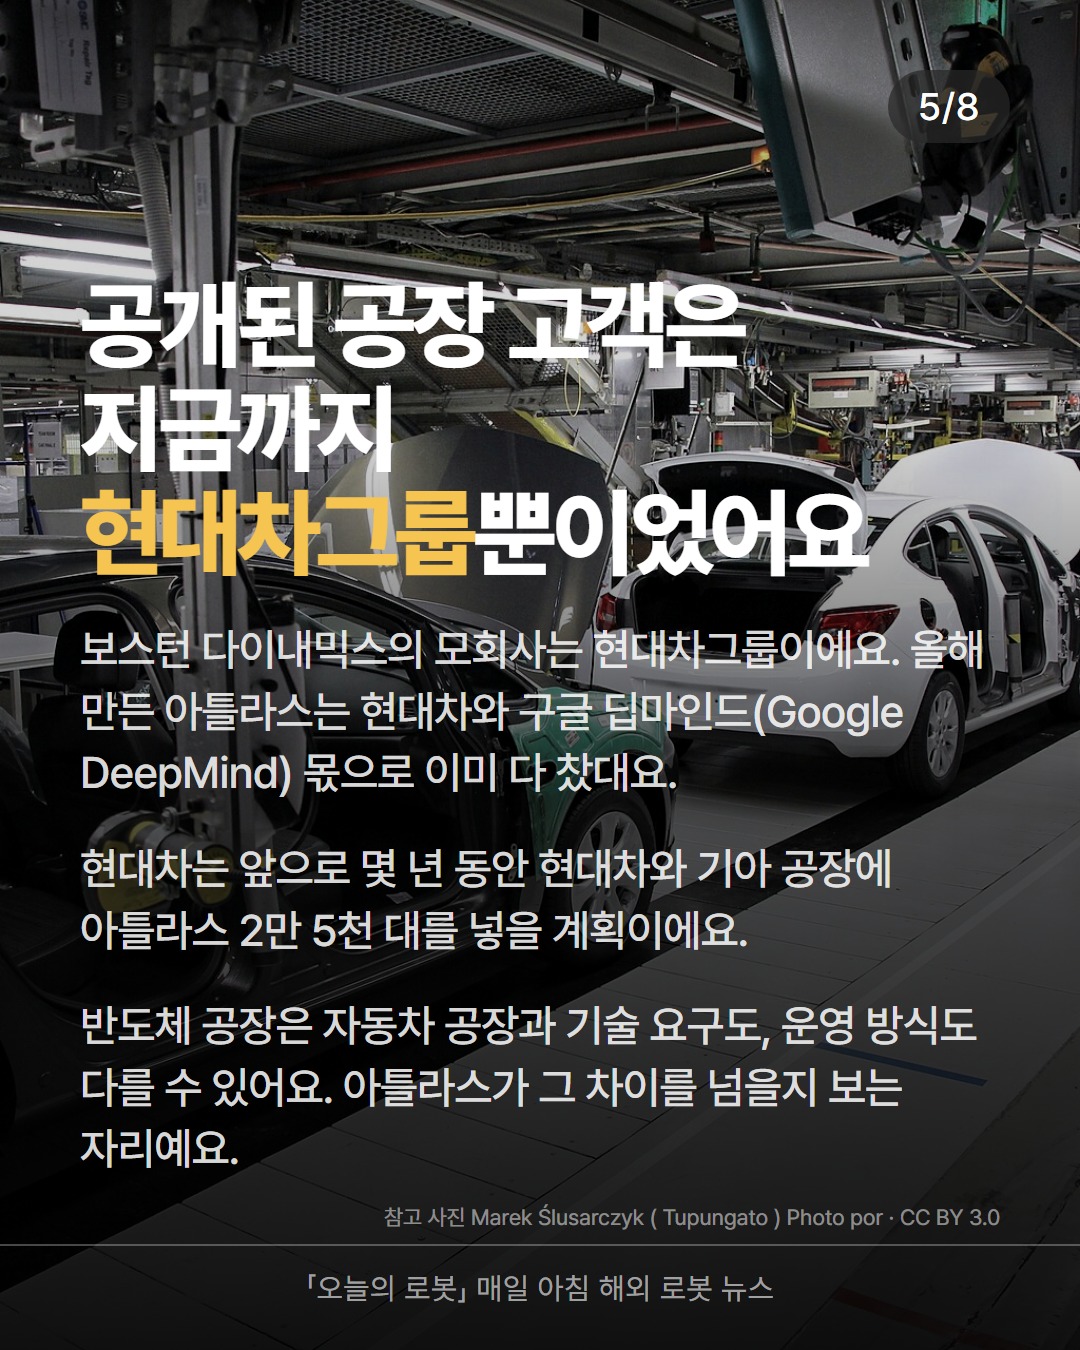 5/8
공개된 공장 고객은
지금까지
현대차그룹뿐이었어요
보스턴 다이내믹스의 모회사는 현대차그룹이에요. 올해
만든 아틀라스는 현대차와 구글 딥마인드(Google
DeepMind) 몫으로 이미 다 찼대요.
현대차는 앞으로 몇 년 동안 현대차와 기아 공장에
아틀라스 2만 5천 대를 넣을 계획이에요.
반도체 공장은 자동차 공장과 기술 요구도, 운영 방식도
다를 수 있어요. 아틀라스가 그 차이를 넘을지 보는
자리예요.
참고 사진 Marek Ślusarczyk ( Tupungato ) Photo por · CC BY 3.0
「오늘의 로봇」 매일 아침 해외 로봇 뉴스